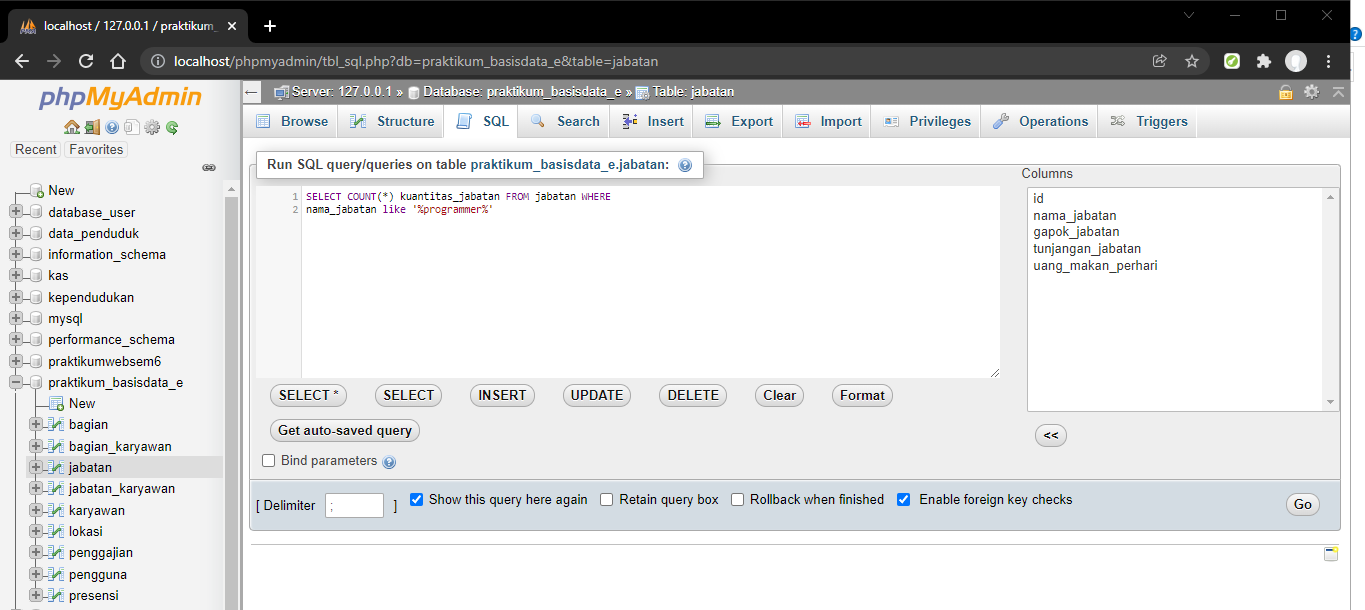 localhost / 127.0.0.1 / praktikum_
localhost/phpmyadmin/tbl_sql.php?db=praktikum_basisdata_e&table=jabatan
phpMyAdmin
Recent Favorites
New
database_user
data_penduduk
information_schema
kas
kependudukan
mysql
performance_schema
praktikumwebsem6
praktikum_basisdata_e
New
bagian
bagian_karyawan
jabatan
jabatan_karyawan
karyawan
lokasi
penggajian
pengguna
presensi
Server: 127.0.0.1 » Database: praktikum_basisdata_e » Table: jabatan
Browse Structure SQL Search Insert Export Import Privileges Operations Triggers
Run SQL query/queries on table praktikum_basisdata_e.jabatan:
1 SELECT COUNT(*) kuantitas_jabatan FROM jabatan WHERE
2 nama_jabatan like '%programmer%'
Columns
id
nama_jabatan
gapok_jabatan
tunjangan_jabatan
uang_makan_perhari
<<
SELECT * SELECT INSERT UPDATE DELETE Clear Format
Get auto-saved query
Bind parameters
[ Delimiter ; ] Show this query here again Retain query box Rollback when finished Enable foreign key checks Go